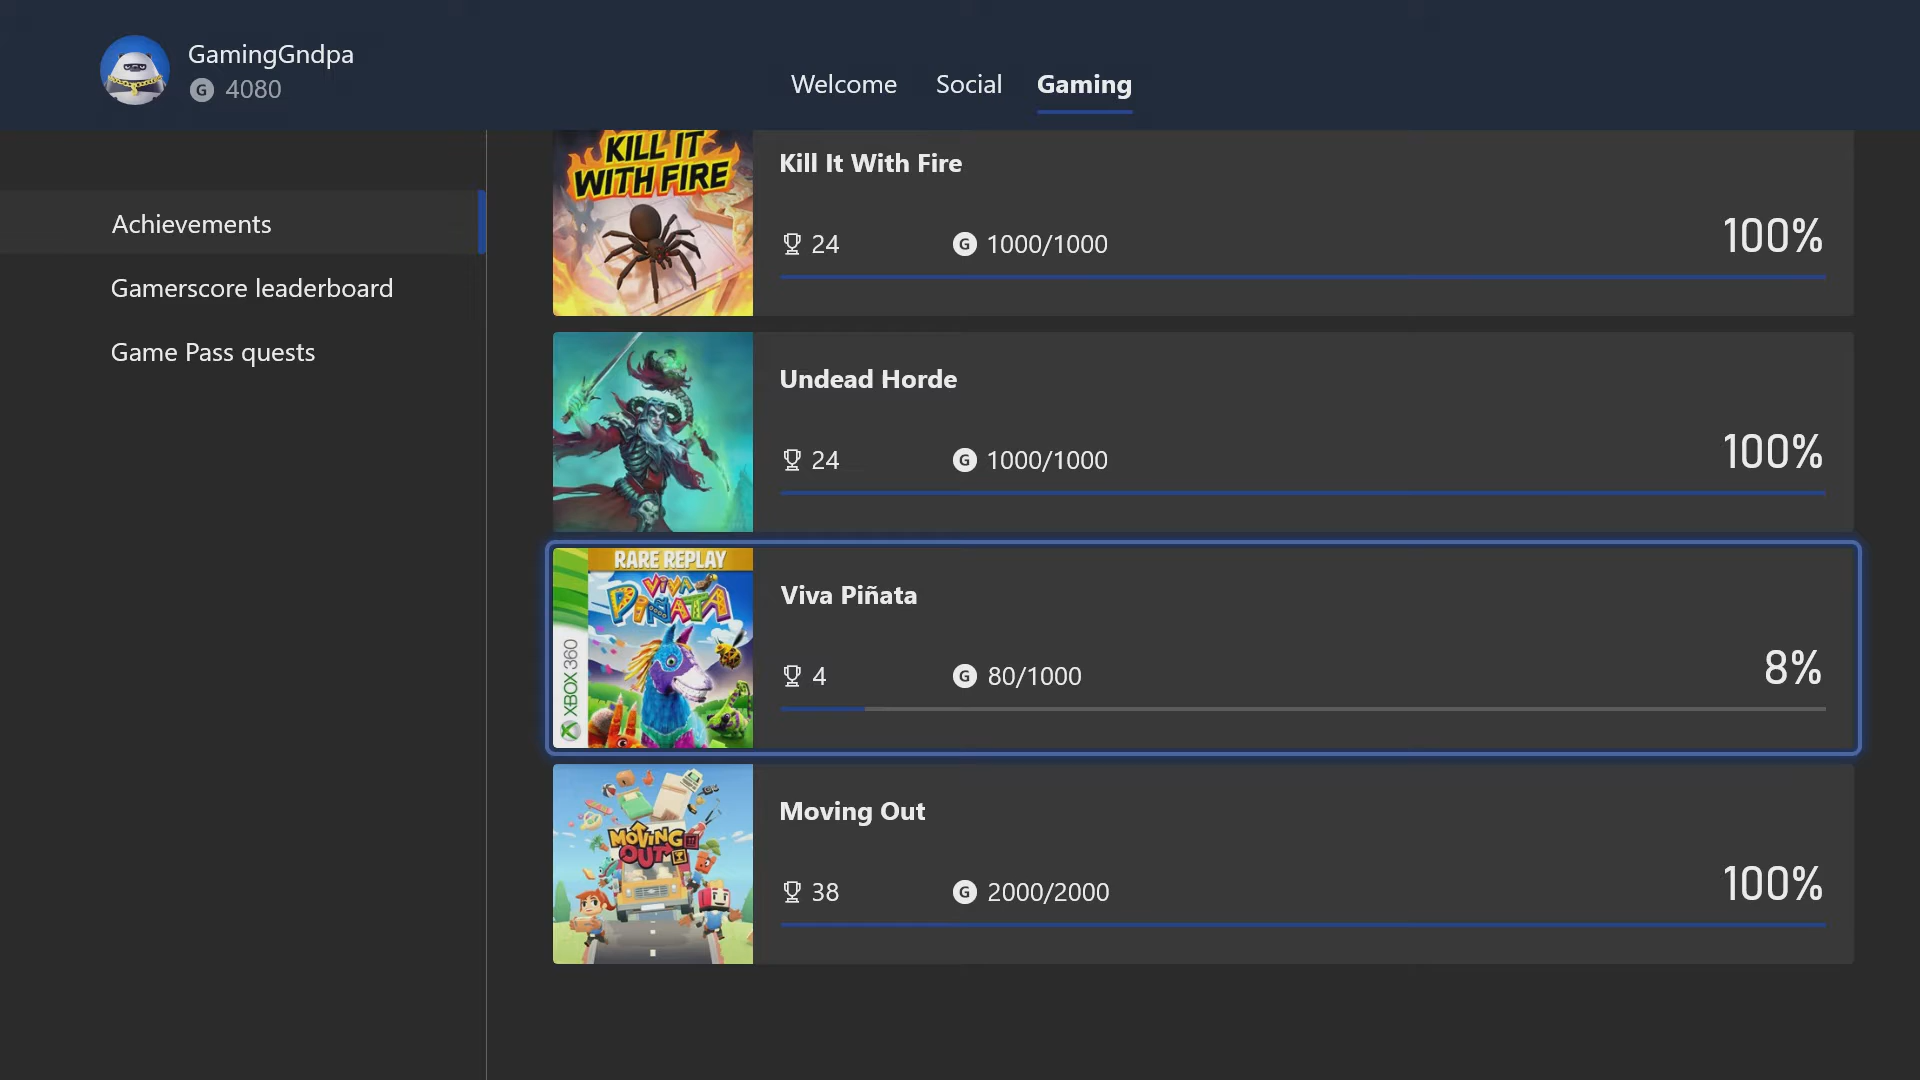 GamingGndpa
G 4080
Welcome Social Gaming
Achievements
Gamerscore leaderboard
Game Pass quests
KILL IT
WITH FIRE
Kill It With Fire
24 G 1000/1000 100%
Undead Horde
24 G 1000/1000 100%
RARE REPLAY
VIVA
PIÑATA
XBOX 360
Viva Piñata
4 G 80/1000 8%
MOVING
OUT
Moving Out
38 G 2000/2000 100%